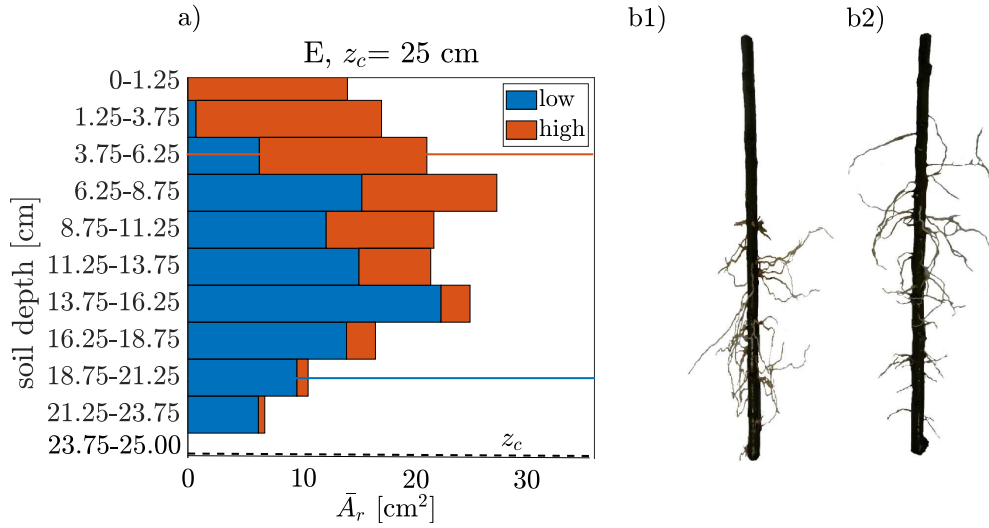 a)
b1)
b2)
E, z_c= 25 cm
low
high
0-1.25
1.25-3.75
3.75-6.25
6.25-8.75
8.75-11.25
11.25-13.75
13.75-16.25
16.25-18.75
18.75-21.25
21.25-23.75
23.75-25.00
soil depth [cm]
z_c
0 10 20 30
Ā_r [cm²]